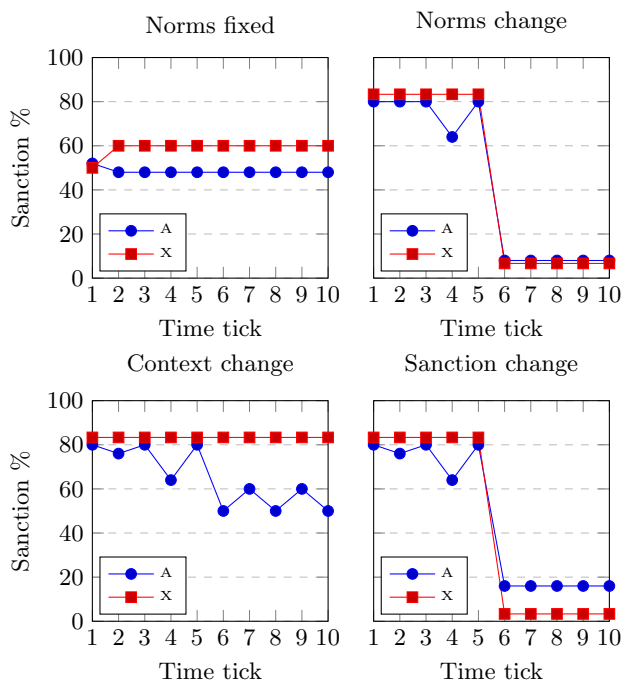 Norms fixed
Norms change
100
80
60
40
20
0
Sanction %
A
X
A
X
1 2 3 4 5 6 7 8 9 10
1 2 3 4 5 6 7 8 9 10
Time tick
Time tick
Context change
Sanction change
100
80
60
40
20
0
Sanction %
A
X
A
X
1 2 3 4 5 6 7 8 9 10
1 2 3 4 5 6 7 8 9 10
Time tick
Time tick